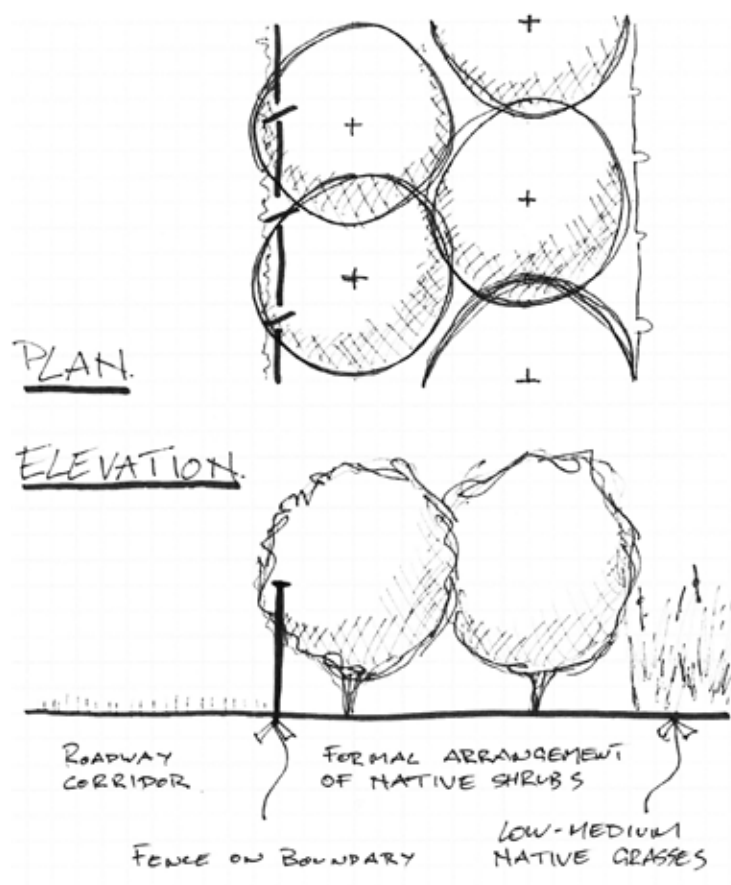 PLAN.
ELEVATION.
ROADWAY
CORRIDOR
FORMAL ARRANGEMENT
OF NATIVE SHRUBS
FENCE ON BOUNDARY
LOW-MEDIUM
NATIVE GRASSES